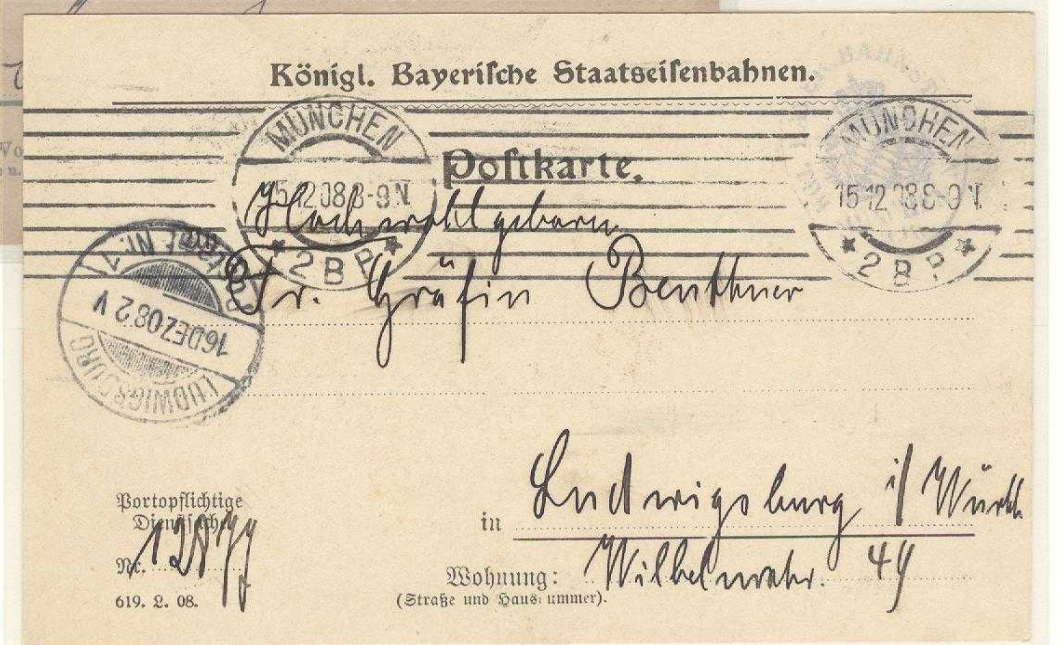 Königl. Bayerische Staatseisenbahnen.
MÜNCHEN
15.12.08 8-9 N.
* 2 B P *
MÜNCHEN
15.12.08 8-9 N.
* 2 B P *
Postkarte.
Hochwohlgeboren
Fr. Gräfin
LUDWIGSBURG
16 DEZ 08 2 V
in Ludwigsburg i/ Württ.
Portopflichtige
Dienstsache
Nr.
Wohnung: Wilhelmstr. 44
(Straße und Hausnummer).
619. 2. 08.